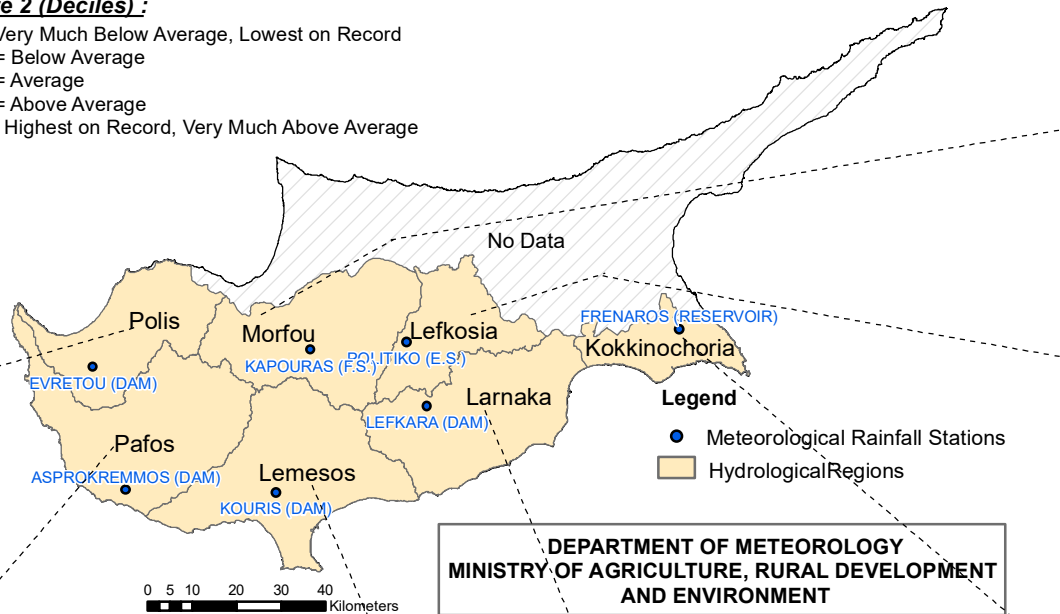 (Deciles) :
Very Much Below Average, Lowest on Record
= Below Average
= Average
= Above Average
Highest on Record, Very Much Above Average
No Data
Polis
Morfou
Lefkosia
FRENAROS (RESERVOIR)
Kokkinochoria
KAPOURAS (F.S.)
POLITIKO (E.S.)
EVRETOU (DAM)
Larnaka
LEFKARA (DAM)
Pafos
ASPROKREMMOS (DAM)
Lemesos
KOURIS (DAM)
Legend
Meteorological Rainfall Stations
Hydrological Regions
DEPARTMENT OF METEOROLOGY
MINISTRY OF AGRICULTURE, RURAL DEVELOPMENT
AND ENVIRONMENT
0 5 10 20 30 40
Kilometers